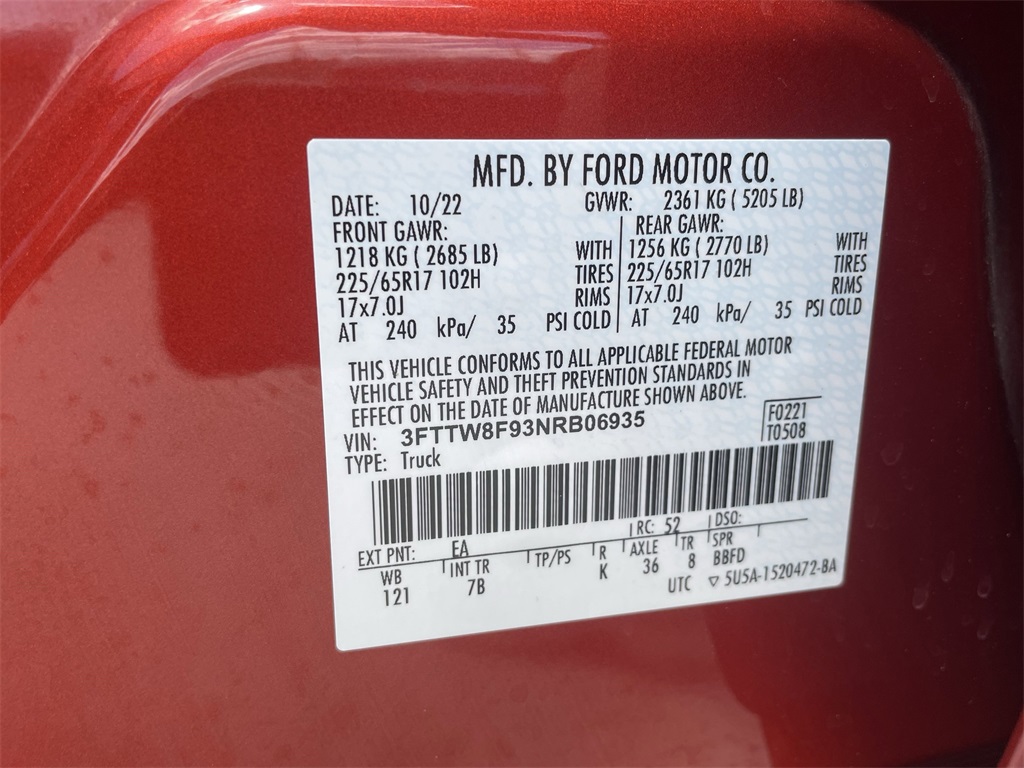 MFD. BY FORD MOTOR CO.
DATE: 10/22 GVWR: 2361 KG ( 5205 LB)
FRONT GAWR: REAR GAWR:
1218 KG ( 2685 LB) WITH 1256 KG ( 2770 LB) WITH
225/65R17 102H TIRES 225/65R17 102H TIRES
17x7.0J RIMS 17x7.0J RIMS
AT 240 kPa/ 35 PSI COLD AT 240 kPa/ 35 PSI COLD
THIS VEHICLE CONFORMS TO ALL APPLICABLE FEDERAL MOTOR
VEHICLE SAFETY AND THEFT PREVENTION STANDARDS IN
EFFECT ON THE DATE OF MANUFACTURE SHOWN ABOVE.
VIN: 3FTTW8F93NRB06935 F0221
TYPE: Truck T0508
EXT PNT: EA RC: 52 DSO:
WB INT TR TP/PS R AXLE TR SPR
121 7B K 36 8 BBFD
UTC ▽ 5U5A-1520472-BA